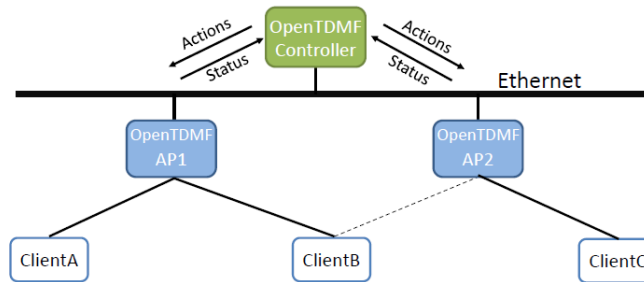 OpenTDMF
Controller
Actions
Status
Actions
Status
Ethernet
OpenTDMF
AP1
OpenTDMF
AP2
ClientA
ClientB
ClientC